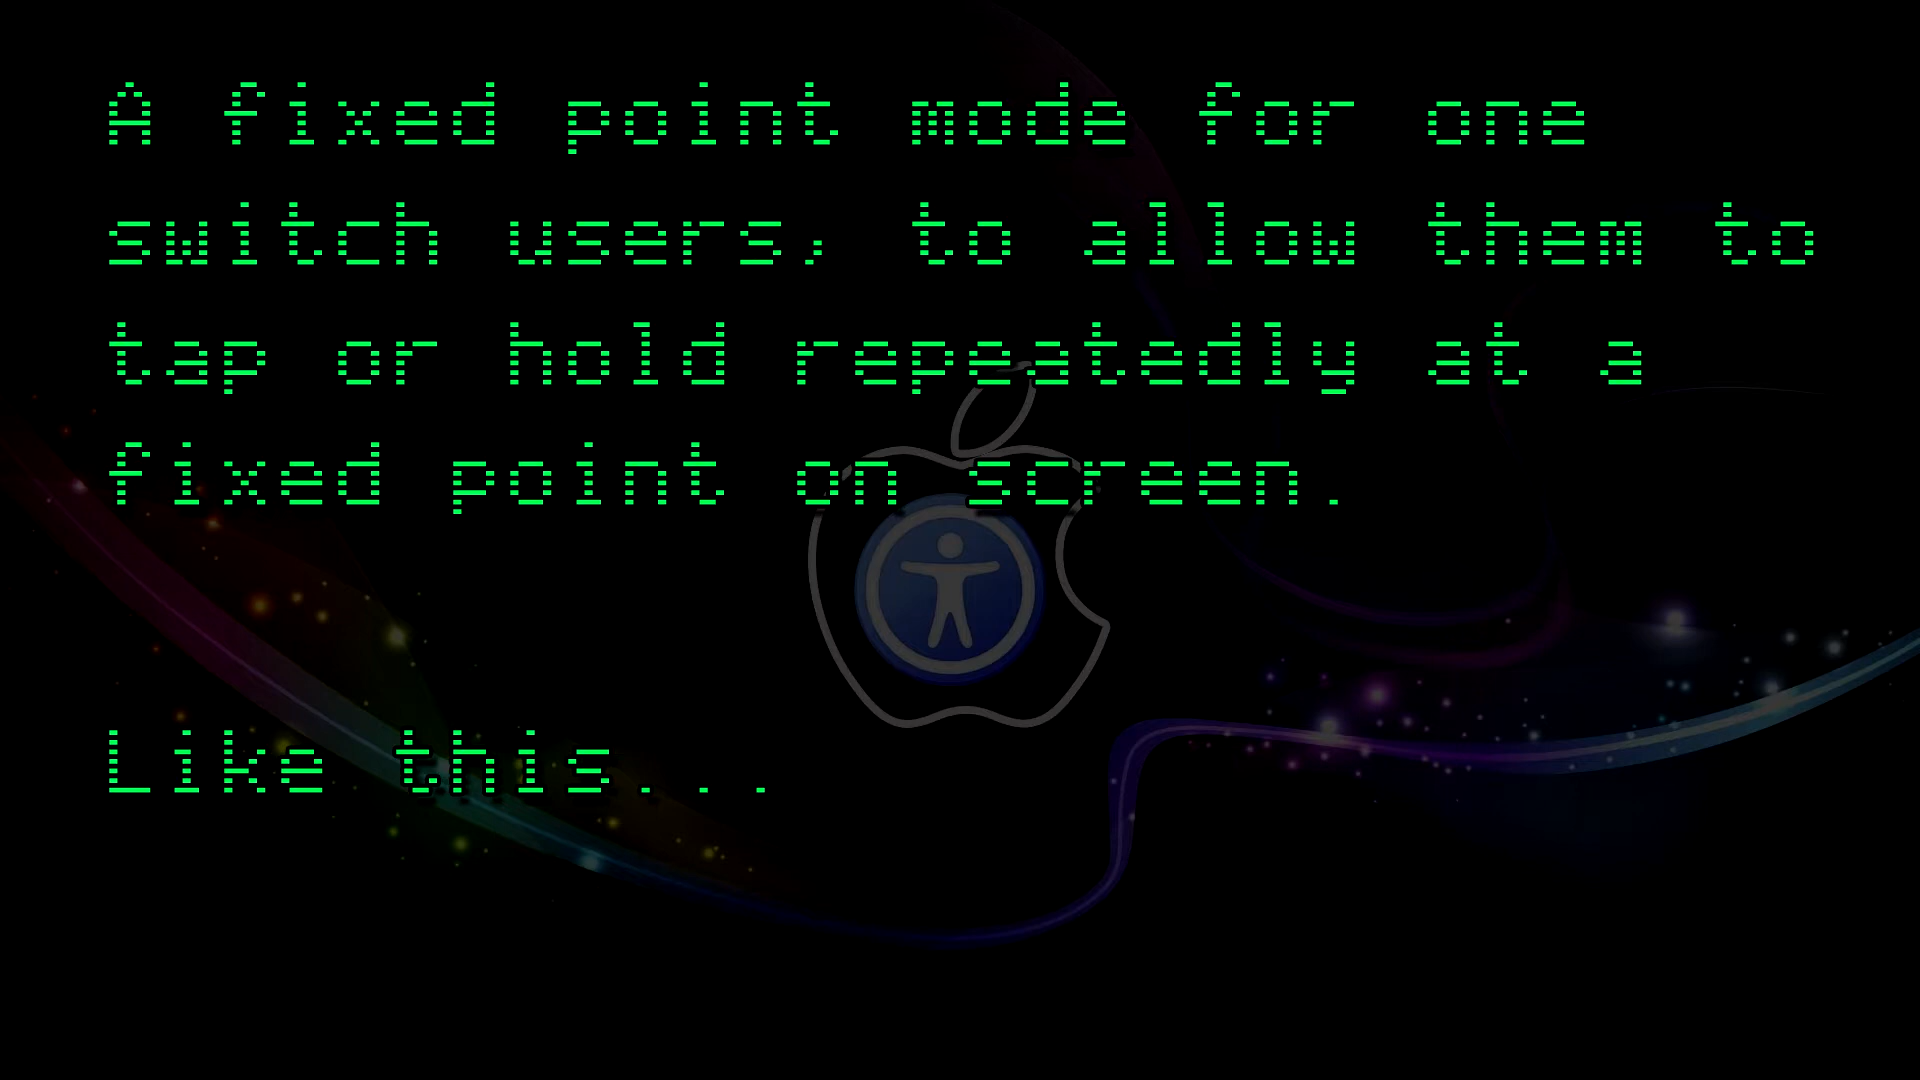 A fixed point mode for one
switch users, to allow them to
tap or hold repeatedly at a
fixed point on screen.
Like this...